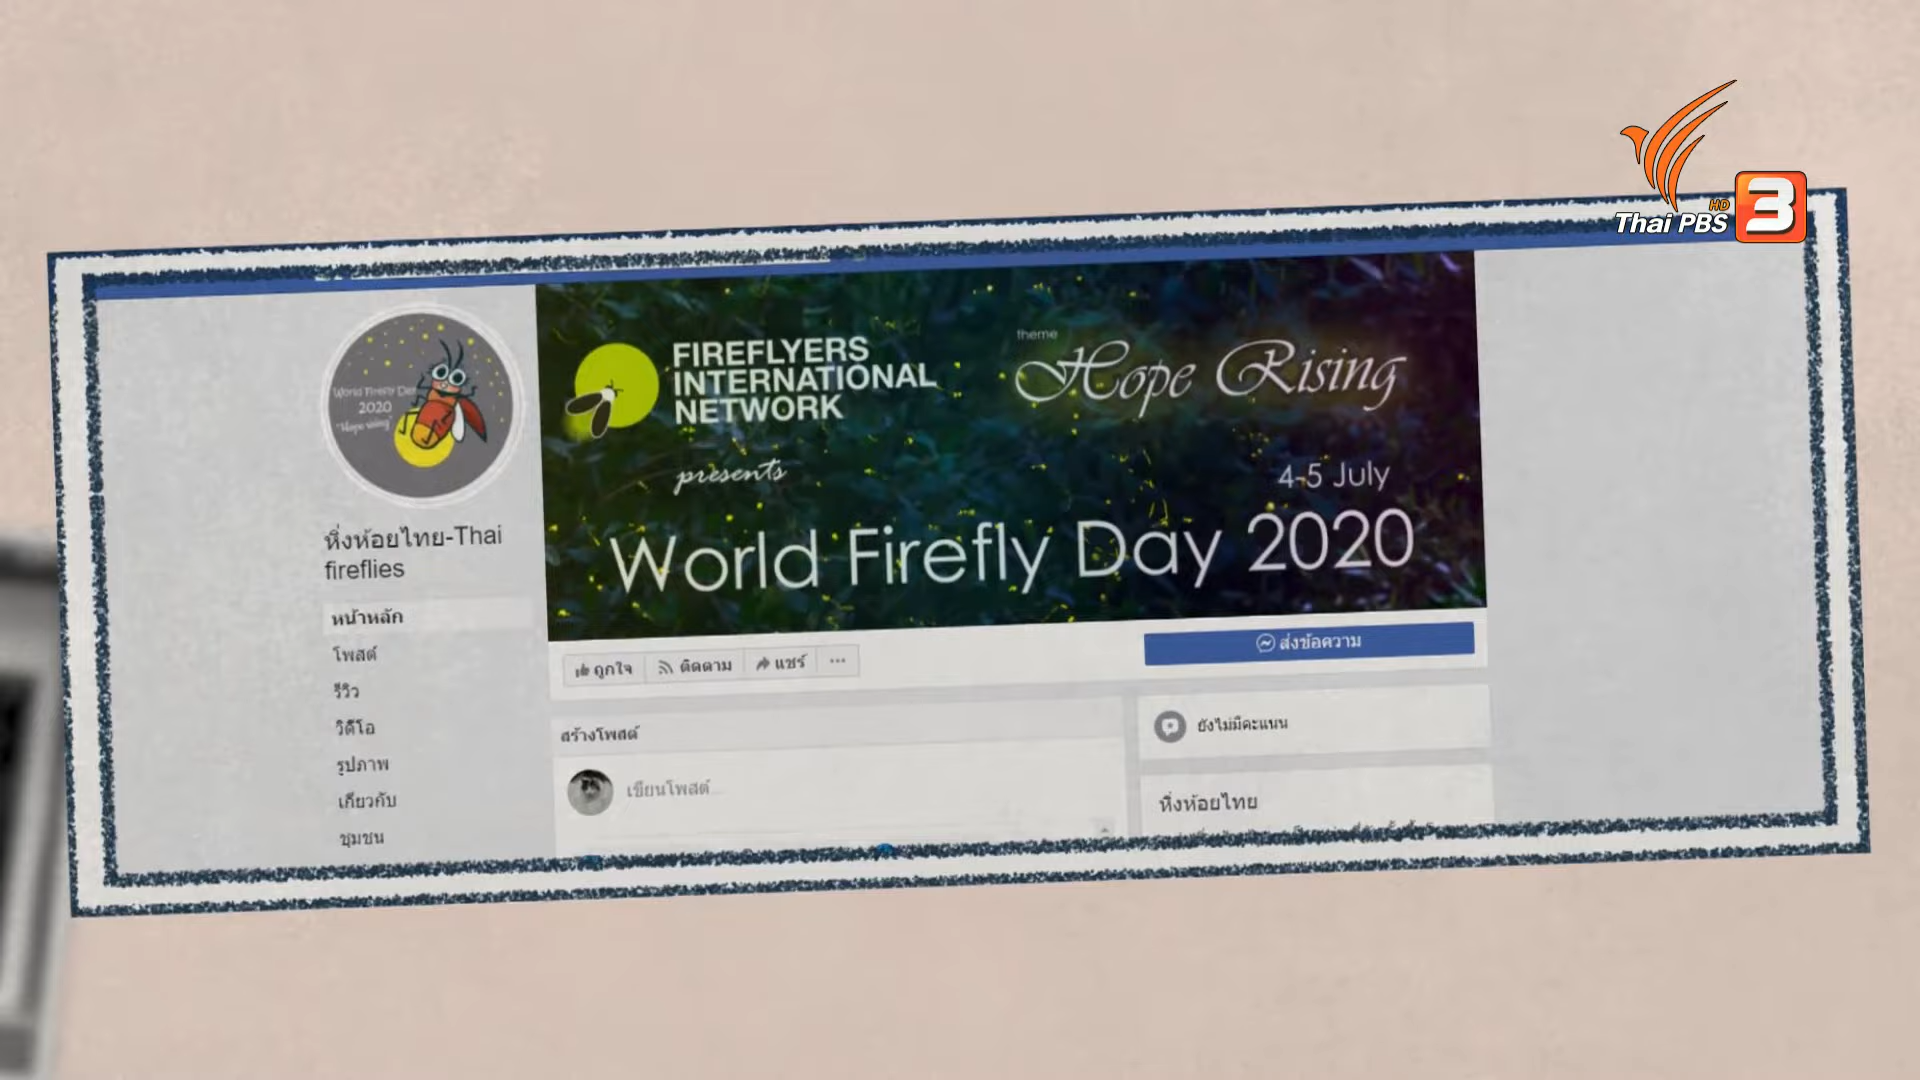 HD
Thai PBS 3
World Firefly Day
2020
"Hope rising"
FIREFLYERS
INTERNATIONAL
NETWORK
presents
theme
Hope Rising
4-5 July
World Firefly Day 2020
หิ่งห้อยไทย-Thai
fireflies
หน้าหลัก
โพสต์
รีวิว
วิดีโอ
รูปภาพ
เกี่ยวกับ
ชุมชน
ถูกใจ
ติดตาม
แชร์
ส่งข้อความ
สร้างโพสต์
เขียนโพสต์
ยังไม่มีคะแนน
หิ่งห้อยไทย